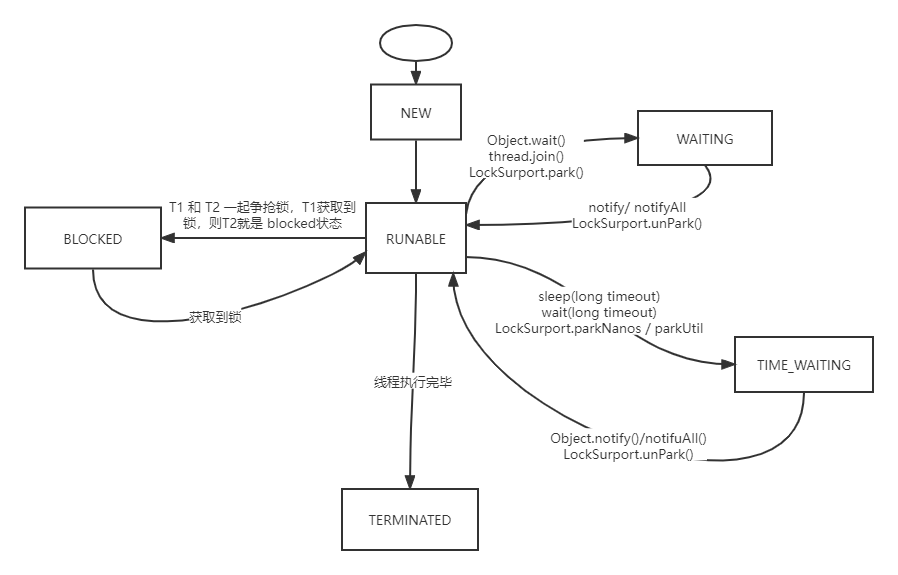 NEW
Object.wait()
thread.join()
LockSurport.park()
WAITING
T1 和 T2 一起争抢锁，T1获取到
锁，则T2就是 blocked状态
notify/ notifyAll
LockSurport.unPark()
BLOCKED
RUNABLE
sleep(long timeout)
wait(long timeout)
LockSurport.parkNanos / parkUtil
获取到锁
TIME_WAITING
线程执行完毕
Object.notify()/notifuAll()
LockSurport.unPark()
TERMINATED